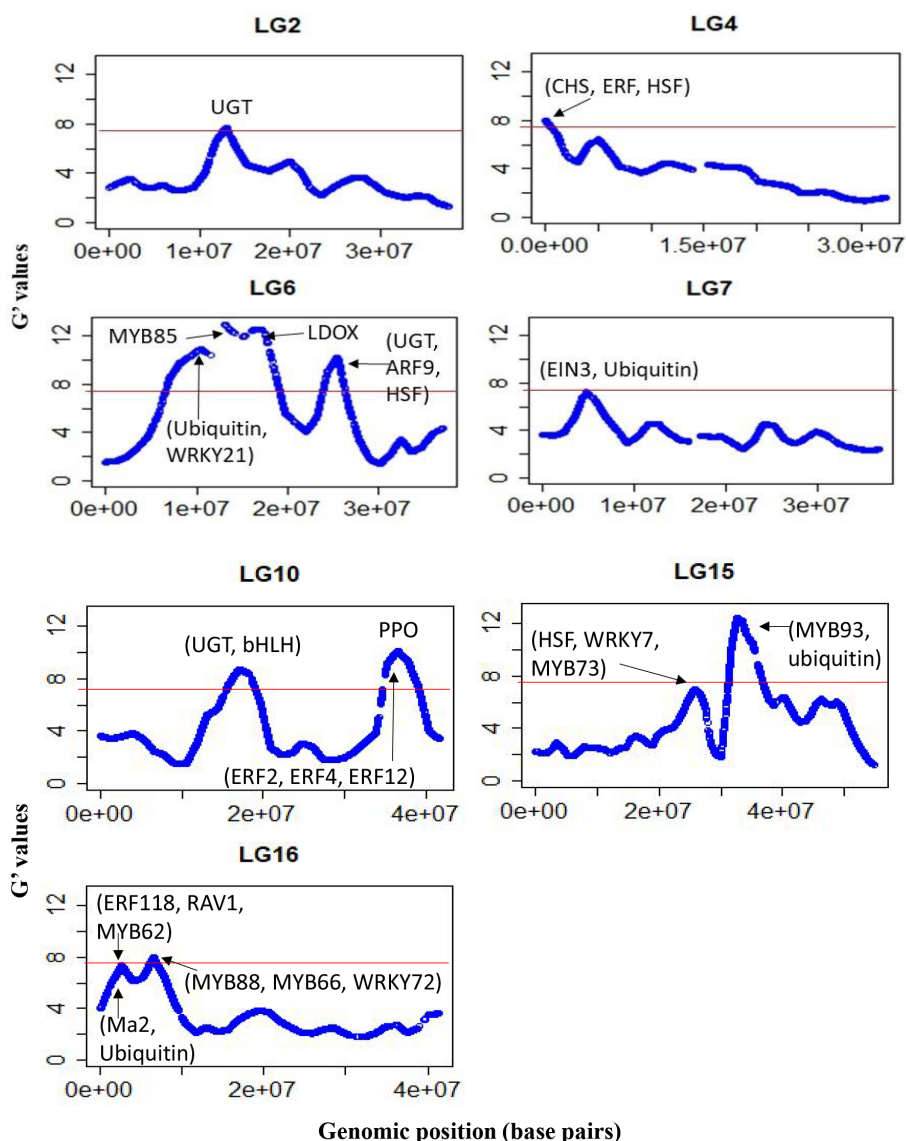 LG2
LG4
12
8
4
0
UGT
0e+00 1e+07 2e+07 3e+07
12
8
4
0
(CHS, ERF, HSF)
0.0e+00 1.5e+07 3.0e+07
G' values
LG6
LG7
12
8
4
0
MYB85
LDOX
(UGT,
ARF9,
HSF)
(Ubiquitin,
WRKY21)
0e+00 1e+07 2e+07 3e+07
12
8
4
0
(EIN3, Ubiquitin)
0e+00 1e+07 2e+07 3e+07
LG10
LG15
12
8
4
0
(UGT, bHLH)
PPO
(ERF2, ERF4, ERF12)
0e+00 2e+07 4e+07
12
8
4
0
(HSF, WRKY7,
MYB73)
(MYB93,
ubiquitin)
0e+00 2e+07 4e+07
G' values
LG16
12
8
4
0
(ERF118, RAV1,
MYB62)
(MYB88, MYB66, WRKY72)
(Ma2,
Ubiquitin)
0e+00 2e+07 4e+07
Genomic position (base pairs)